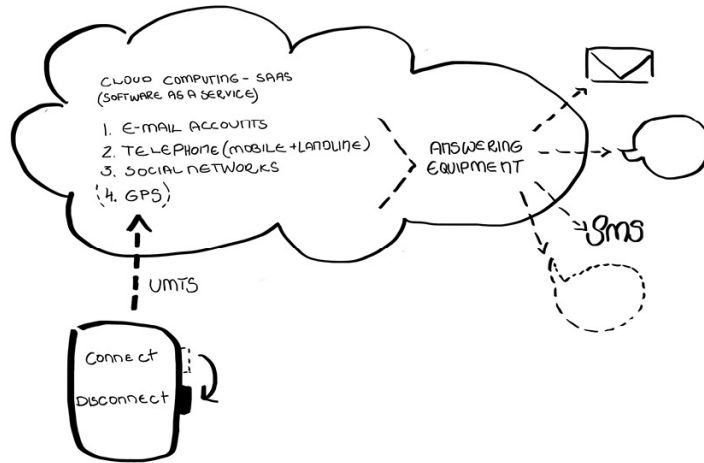 CLOUD COMPUTING - SAAS
(SOFTWARE AS A SERVICE)
1. E-MAIL ACCOUNTS
2. TELEPHONE (MOBILE + LANDLINE)
3. SOCIAL NETWORKS
(4. GPS)
ANSWERING
EQUIPMENT
SMS
UMTS
CONNECT
DISCONNECT